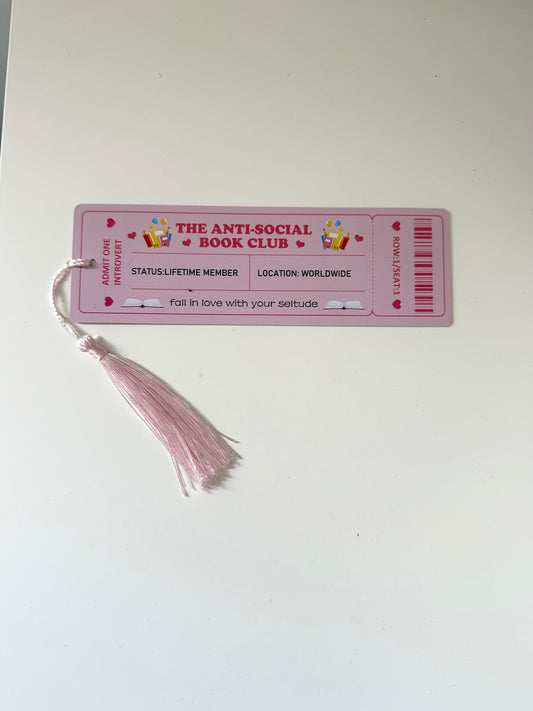 ADMIT ONE
INTROVERT
THE ANTI-SOCIAL
BOOK CLUB
STATUS:LIFETIME MEMBER
LOCATION: WORLDWIDE
fall in love with your seltude
ROW:1/SEAT:1